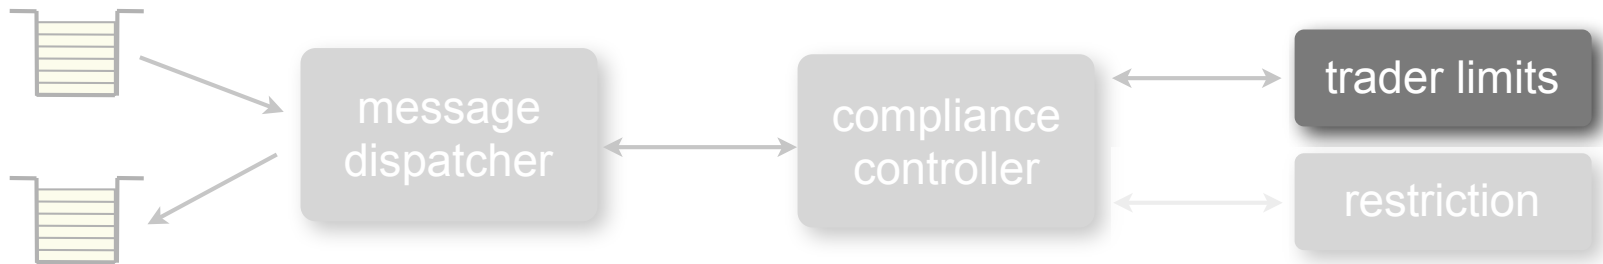 message
dispatcher
compliance
controller
trader limits
restriction